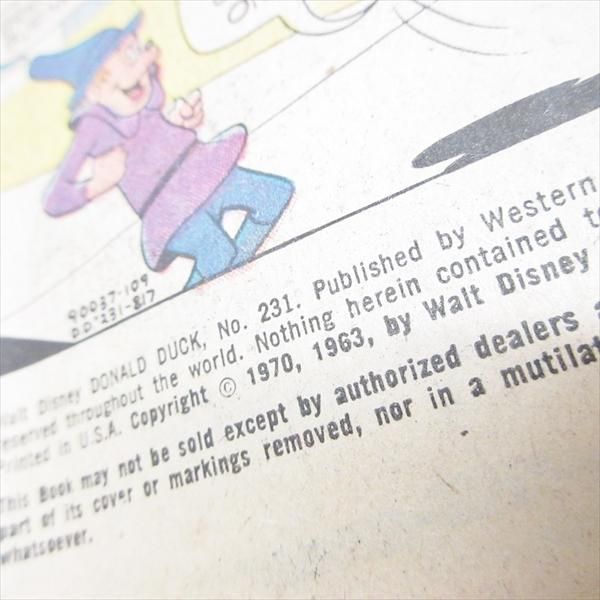 90037-109
DD-231-817
Walt Disney DONALD DUCK, No. 231. Published by Western
reserved throughout the world. Nothing herein contained
Printed in U.S.A. Copyright © 1970, 1963, by Walt Disney
This Book may not be sold except by authorized dealers
part of its cover or markings removed, nor in a mutilat
whatsoever.